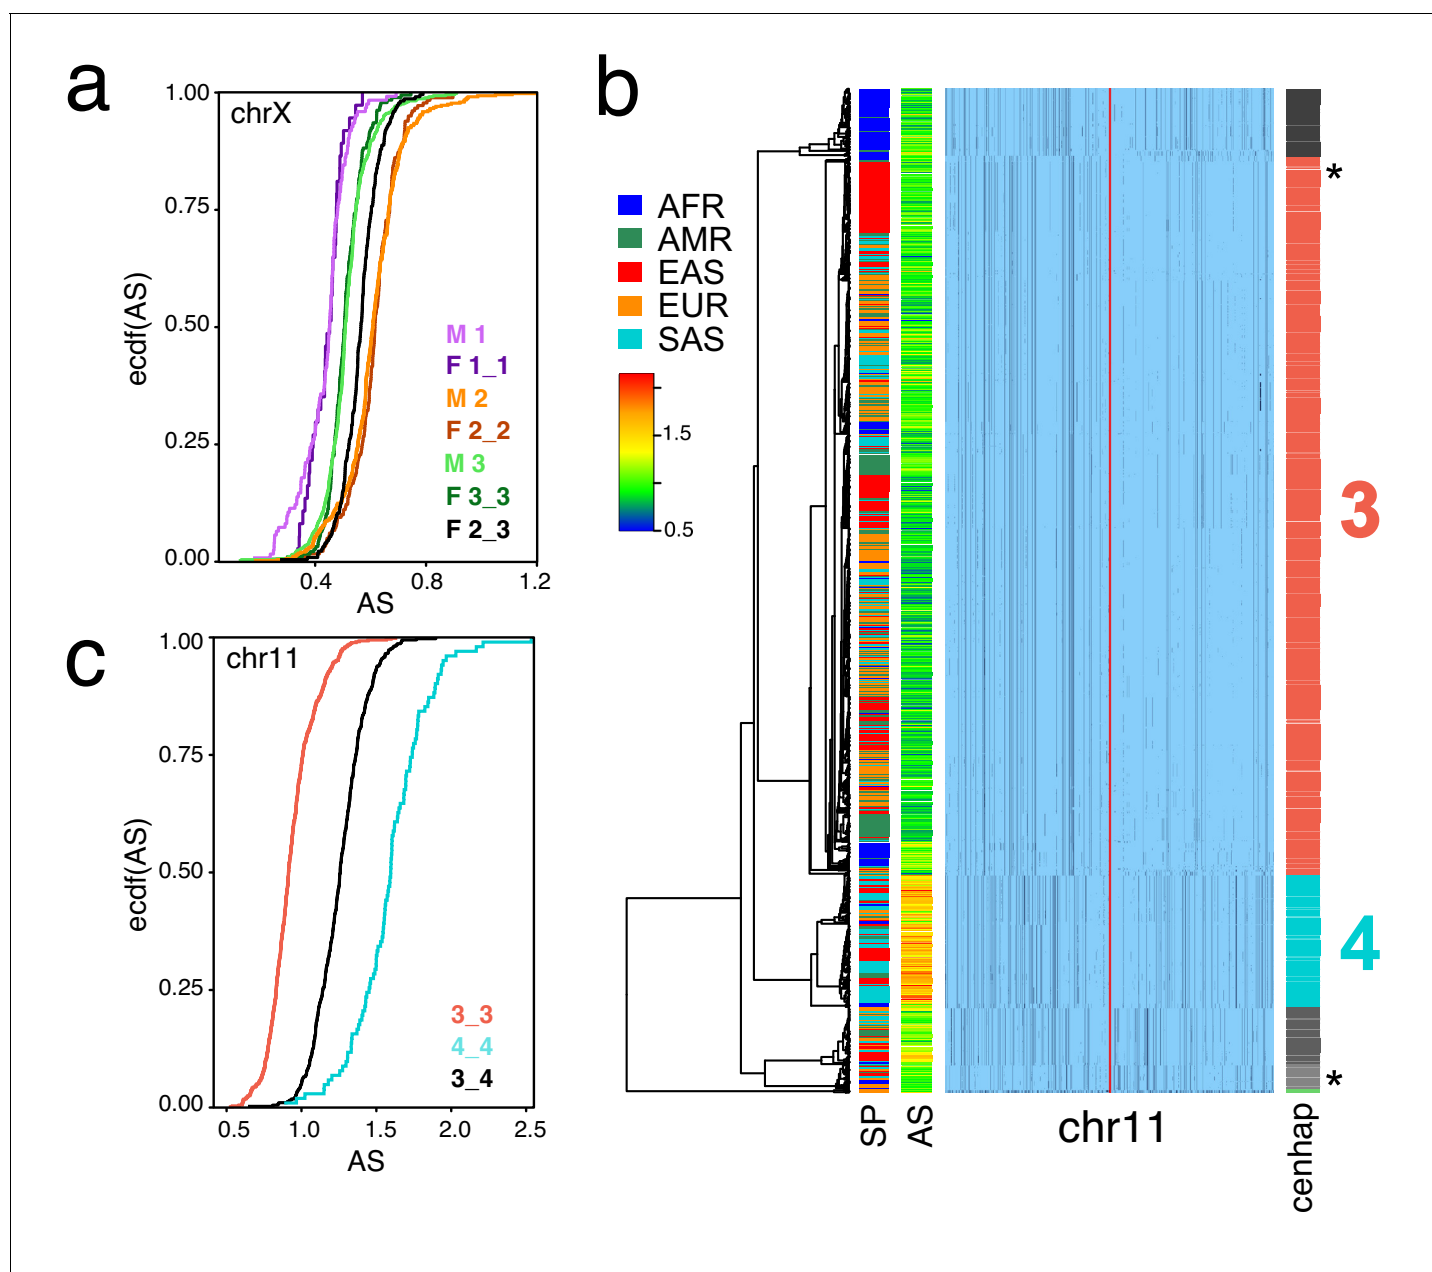 a
1.00
0.75
0.50
0.25
0.00
ecdf(AS)
chrX
M 1
F 1_1
M 2
F 2_2
M 3
F 3_3
F 2_3
0.4 0.8 1.2
AS
b
AFR
AMR
EAS
EUR
SAS
1.5
0.5
*
3
4
*
SP
AS
chr11
cenhap
c
1.00
0.75
0.50
0.25
0.00
ecdf(AS)
chr11
3_3
4_4
3_4
0.5 1.0 1.5 2.0 2.5
AS